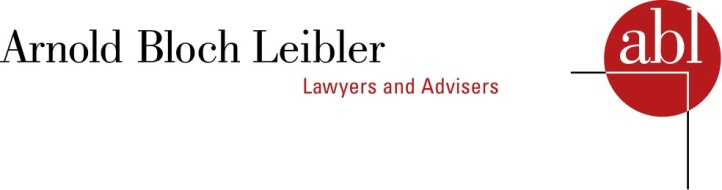 Arnold Bloch Leibler
Lawyers and Advisers
abl